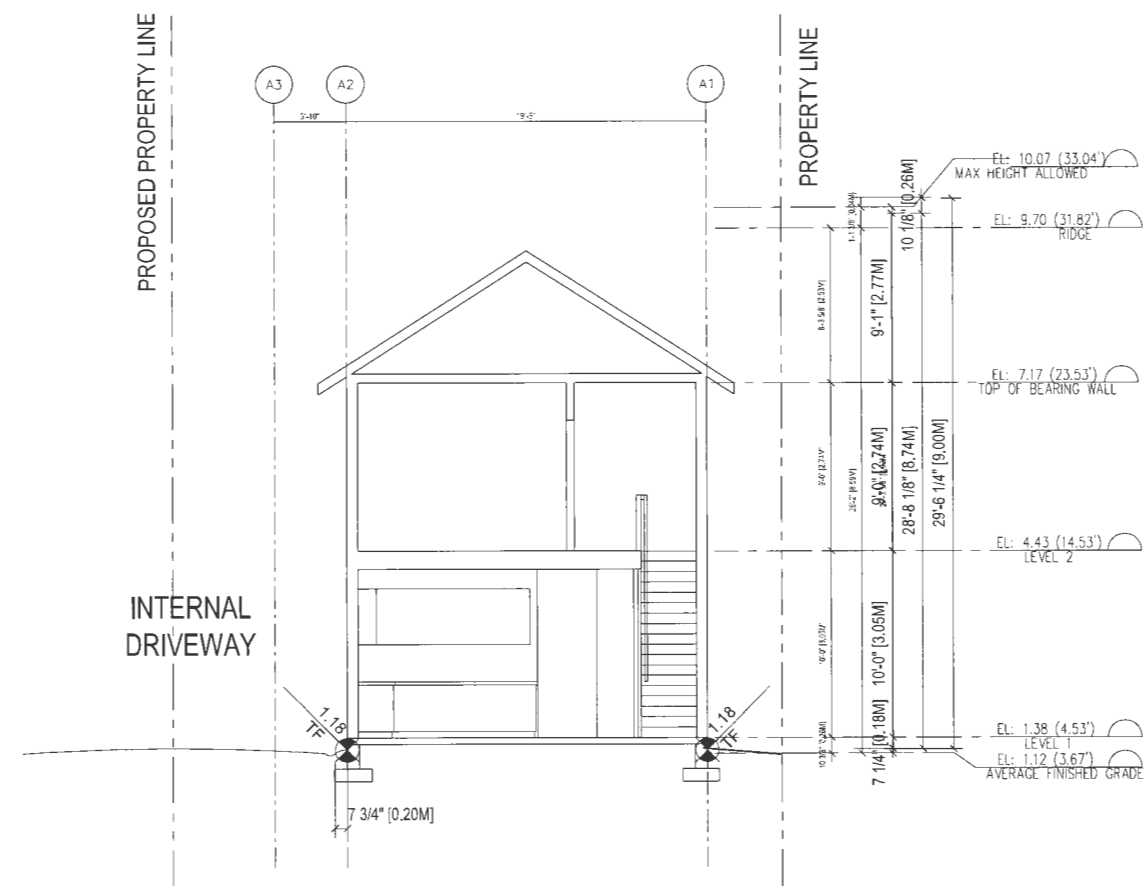 PROPOSED PROPERTY LINE
PROPERTY LINE
A3
A2
A1
EL: 10.07 (33.04')
MAX HEIGHT ALLOWED
EL: 9.70 (31.82')
RIDGE
EL: 7.17 (23.53')
TOP OF BEARING WALL
EL: 4.43 (14.53')
LEVEL 2
EL: 1.38 (4.53')
LEVEL 1
EL: 1.12 (3.67')
AVERAGE FINISHED GRADE
10 1/8" [0.26M]
9'-1" [2.77M]
9'-0" [2.74M]
28'-8 1/8" [8.74M]
29'-6 1/4" [9.00M]
10'-0" [3.05M]
7 1/4" [0.18M]
INTERNAL
DRIVEWAY
1.18
TF
1.18
TF
7 3/4" [0.20M]